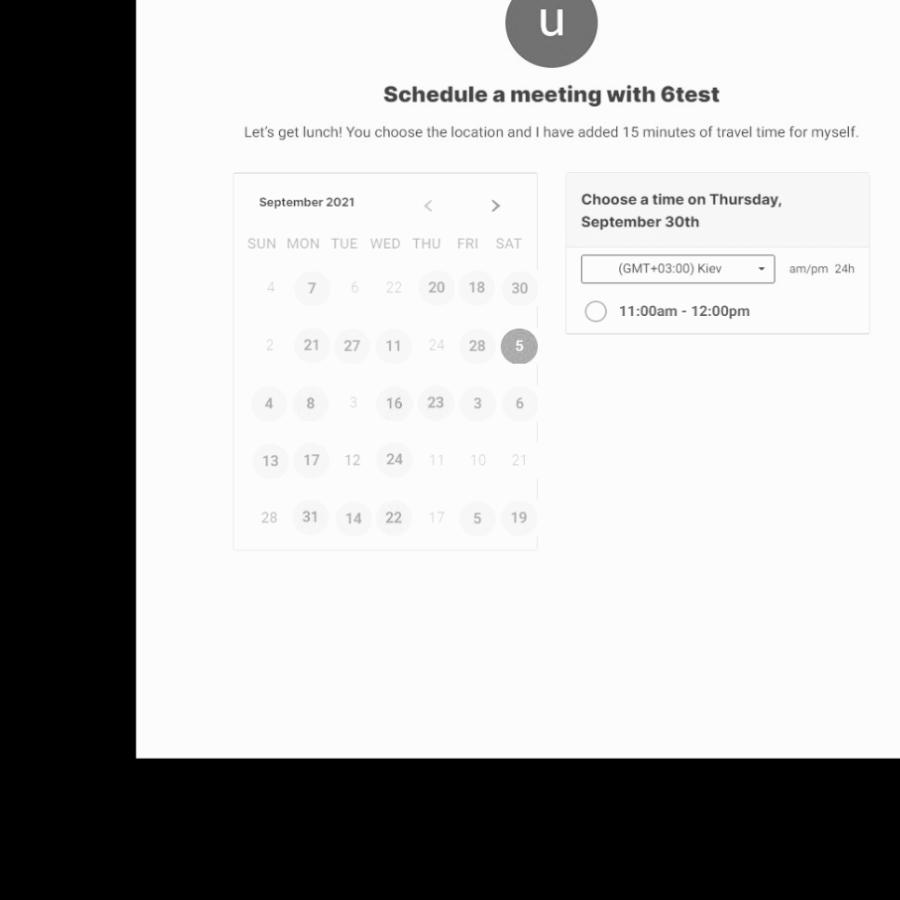 u
Schedule a meeting with 6test
Let's get lunch! You choose the location and I have added 15 minutes of travel time for myself.
September 2021
SUN MON TUE WED THU FRI SAT
4 7 6 22 20 18 30
2 21 27 11 24 28 5
4 8 3 16 23 3 6
13 17 12 24 11 10 21
28 31 14 22 17 5 19
Choose a time on Thursday,
September 30th
(GMT+03:00) Kiev am/pm 24h
11:00am - 12:00pm